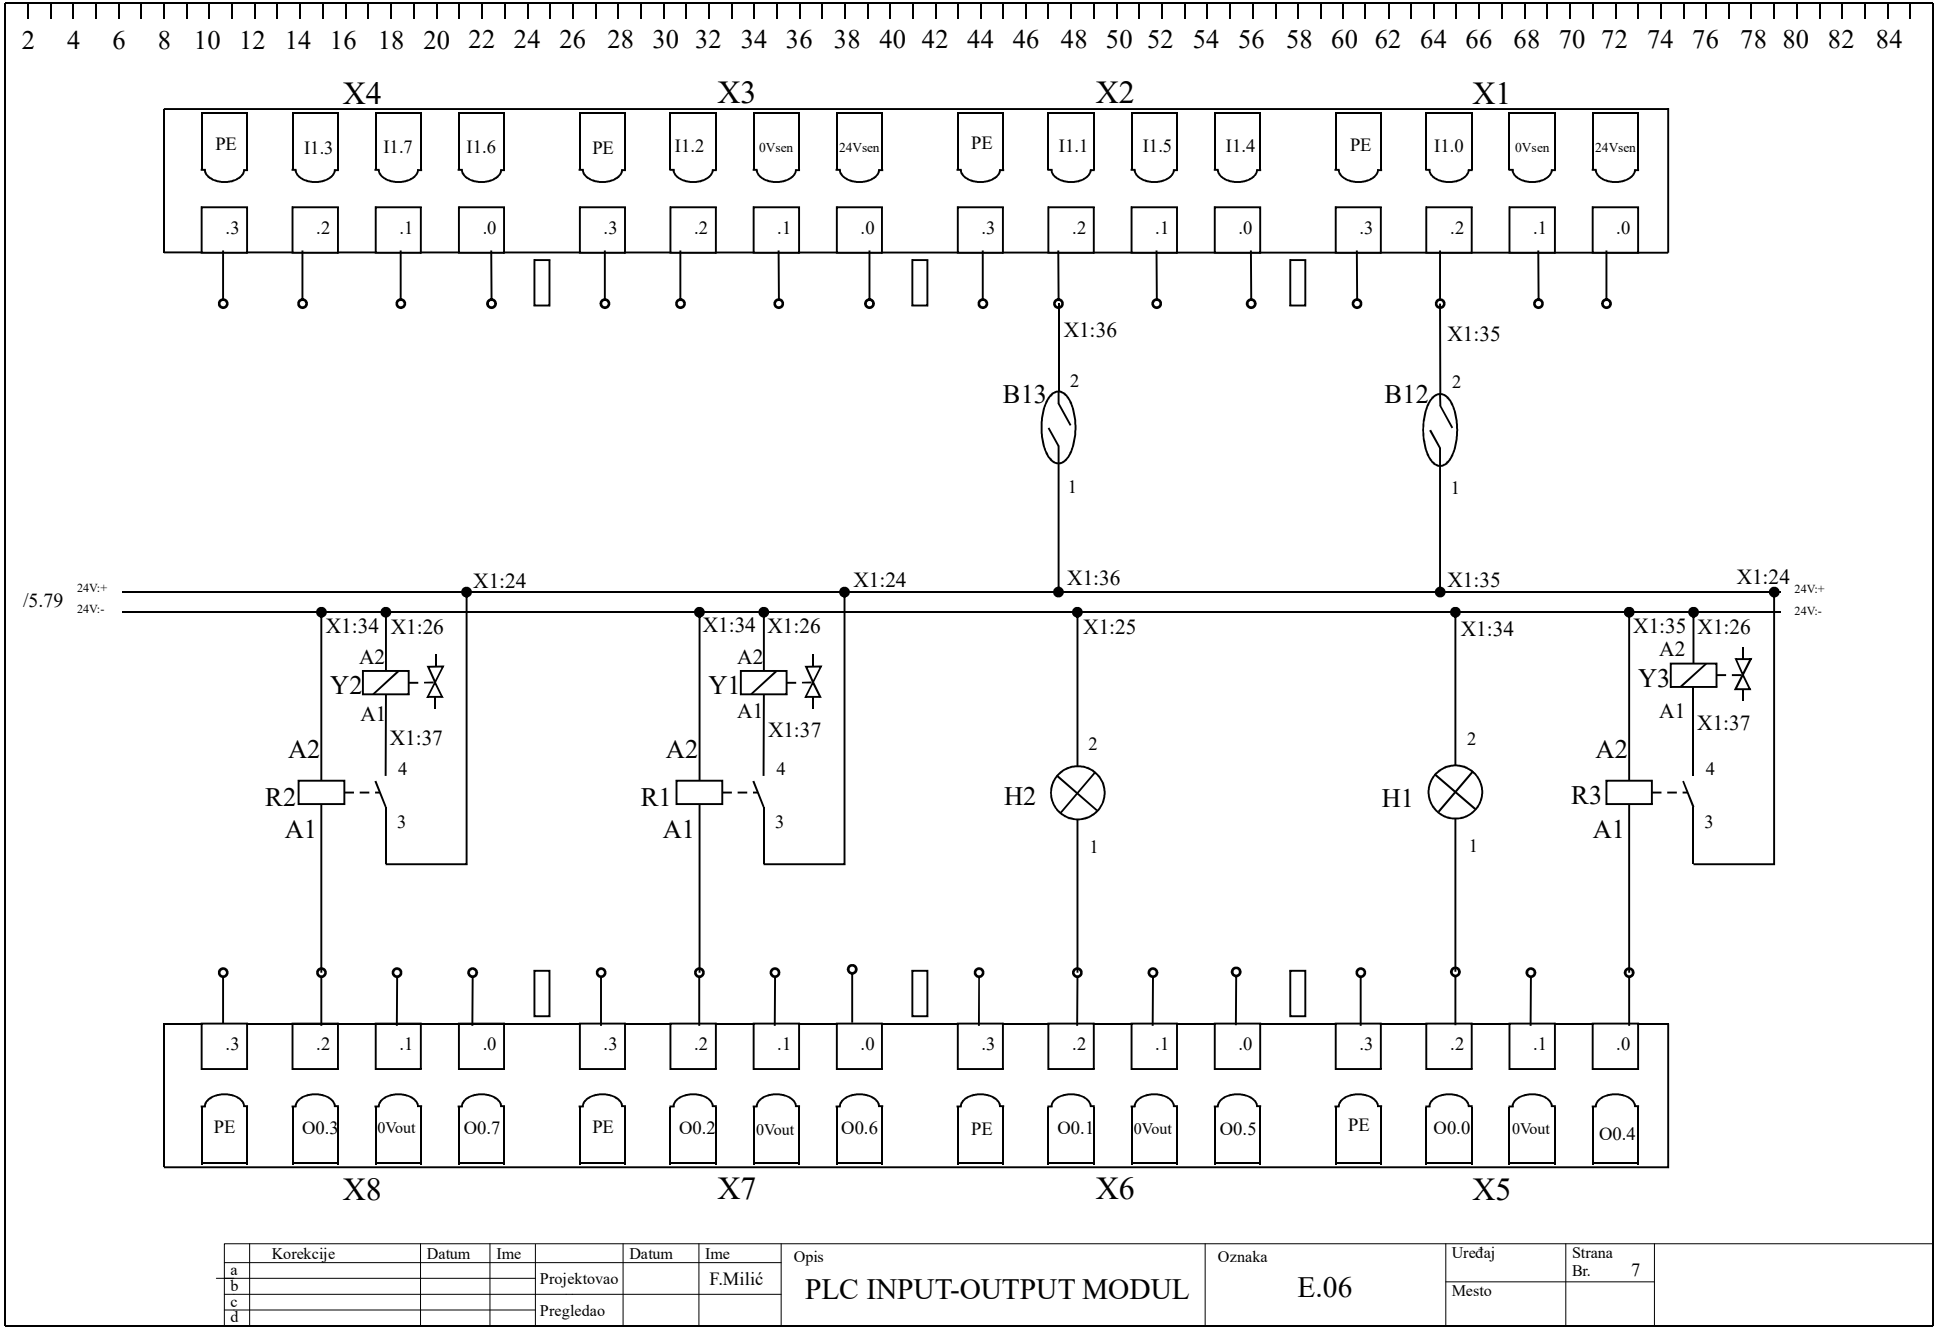 2 4 6 8 10 12 14 16 18 20 22 24 26 28 30 32 34 36 38 40 42 44 46 48 50 52 54 56 58 60 62 64 66 68 70 72 74 76 78 80 82 84
X4 X3 X2 X1
PE I1.3 I1.7 I1.6 PE I1.2 0Vsen 24Vsen PE I1.1 I1.5 I1.4 PE I1.0 0Vsen 24Vsen
.3 .2 .1 .0 .3 .2 .1 .0 .3 .2 .1 .0 .3 .2 .1 .0
X1:36 X1:35
2 2
B13 B12
1 1
X1:24 X1:24 X1:36 X1:35 X1:24
/5.79 24V:+ 24V:+
24V:- 24V:-
X1:34 X1:26 X1:34 X1:26 X1:25 X1:34 X1:35 X1:26
A2 A2 A2
Y2 Y1 Y3
A1 A1 A1
X1:37 X1:37 X1:37
A2 A2 2 2 A2
4 4 4
R2 R1 H2 H1 R3
3 3 3
A1 A1 1 1 A1
.3 .2 .1 .0 .3 .2 .1 .0 .3 .2 .1 .0 .3 .2 .1 .0
PE O0.3 0Vout O0.7 PE O0.2 0Vout O0.6 PE O0.1 0Vout O0.5 PE O0.0 0Vout O0.4
X8 X7 X6 X5
Korekcije Datum Ime Datum Ime Opis Oznaka Uređaj Strana
a
b Projektovao F.Milić PLC INPUT-OUTPUT MODUL E.06 Br. 7
c Mesto
d Pregledao